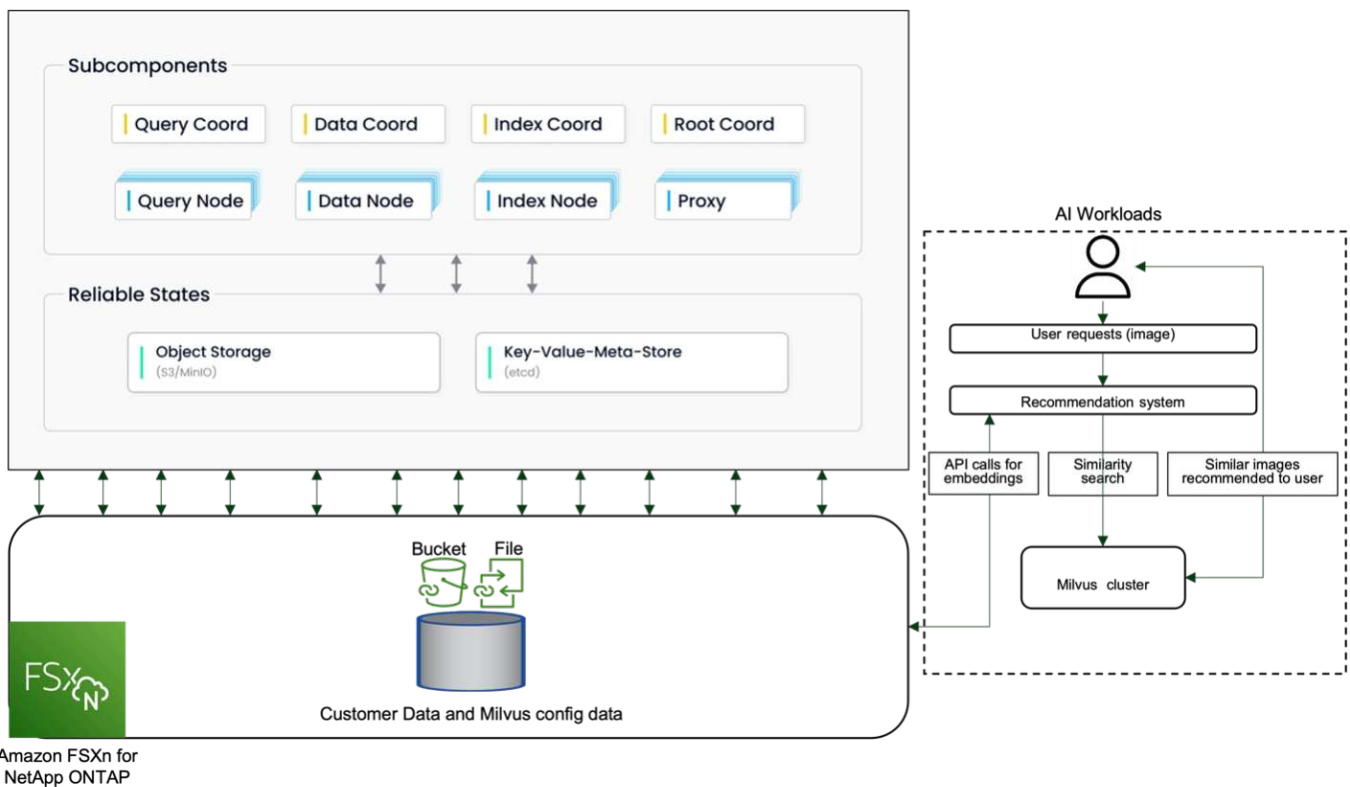 Subcomponents
Query Coord
Data Coord
Index Coord
Root Coord
Query Node
Data Node
Index Node
Proxy
Reliable States
Object Storage
(S3/MinIO)
Key-Value-Meta-Store
(etcd)
AI Workloads
User requests (image)
Recommendation system
API calls for
embeddings
Similarity
search
Similar images
recommended to user
Milvus cluster
Bucket
File
Customer Data and Milvus config data
FSx
N
Amazon FSXn for
NetApp ONTAP